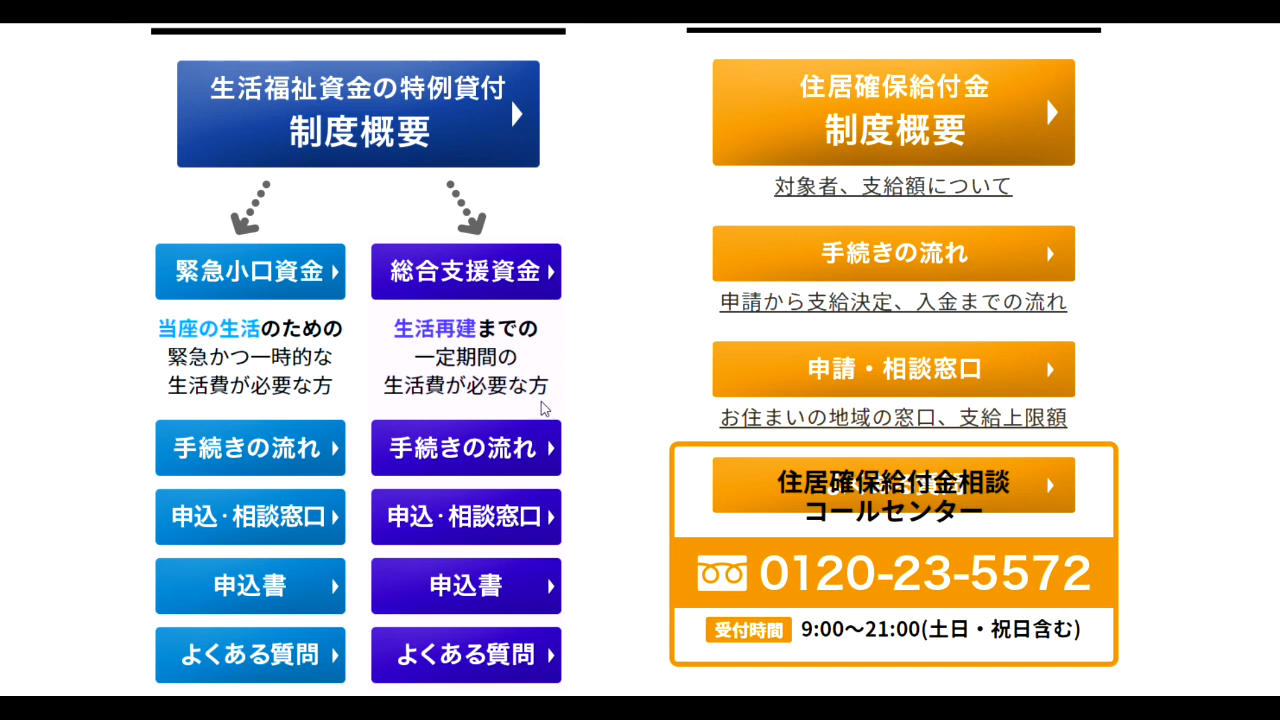 生活福祉資金の特例貸付
制度概要
緊急小口資金
当座の生活のための
緊急かつ一時的な
生活費が必要な方
手続きの流れ
申込・相談窓口
申込書
よくある質問
総合支援資金
生活再建までの
一定期間の
生活費が必要な方
手続きの流れ
申込・相談窓口
申込書
よくある質問
住居確保給付金
制度概要
対象者、支給額について
手続きの流れ
申請から支給決定、入金までの流れ
申請・相談窓口
お住まいの地域の窓口、支給上限額
住居確保給付金相談
コールセンター
0120-23-5572
受付時間 9:00〜21:00(土日・祝日含む)